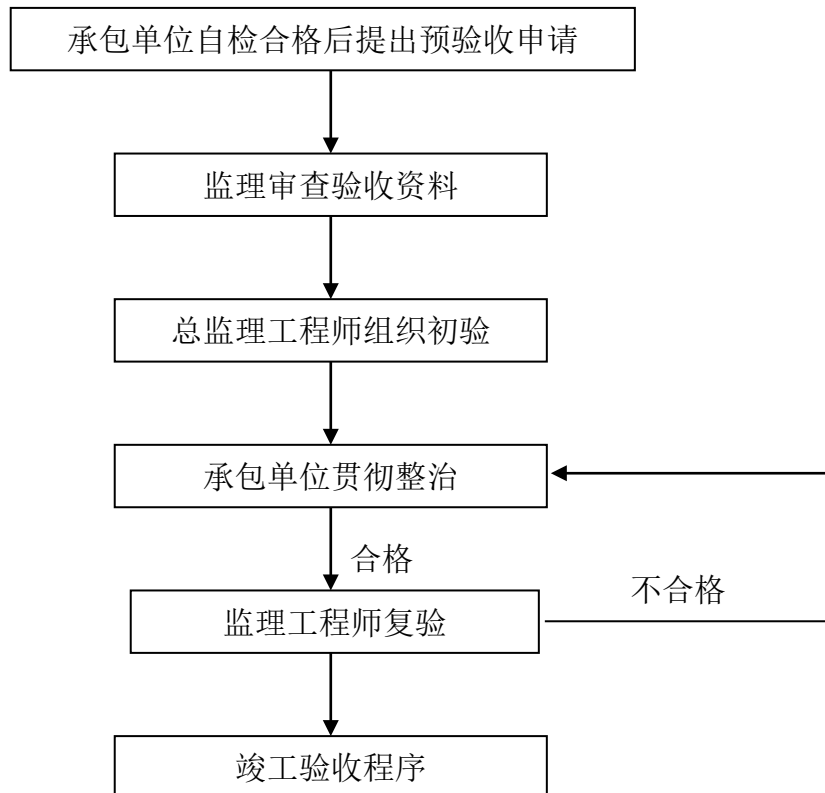 承包单位自检合格后提出预验收申请
监理审查验收资料
总监理工程师组织初验
承包单位贯彻整治
合格
不合格
监理工程师复验
竣工验收程序